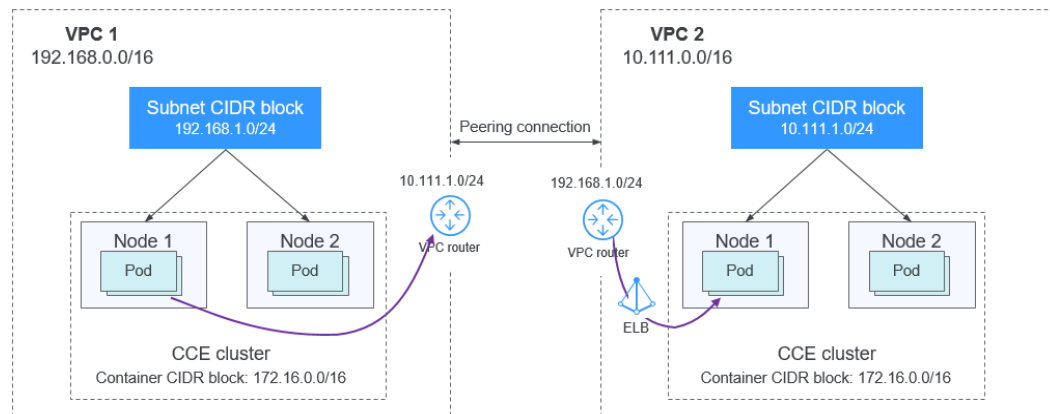 VPC 1
192.168.0.0/16
Subnet CIDR block
192.168.1.0/24
Node 1
Pod
Node 2
Pod
CCE cluster
Container CIDR block: 172.16.0.0/16
Peering connection
10.111.1.0/24
VPC router
192.168.1.0/24
VPC router
ELB
VPC 2
10.111.0.0/16
Subnet CIDR block
10.111.1.0/24
Node 1
Pod
Node 2
Pod
CCE cluster
Container CIDR block: 172.16.0.0/16